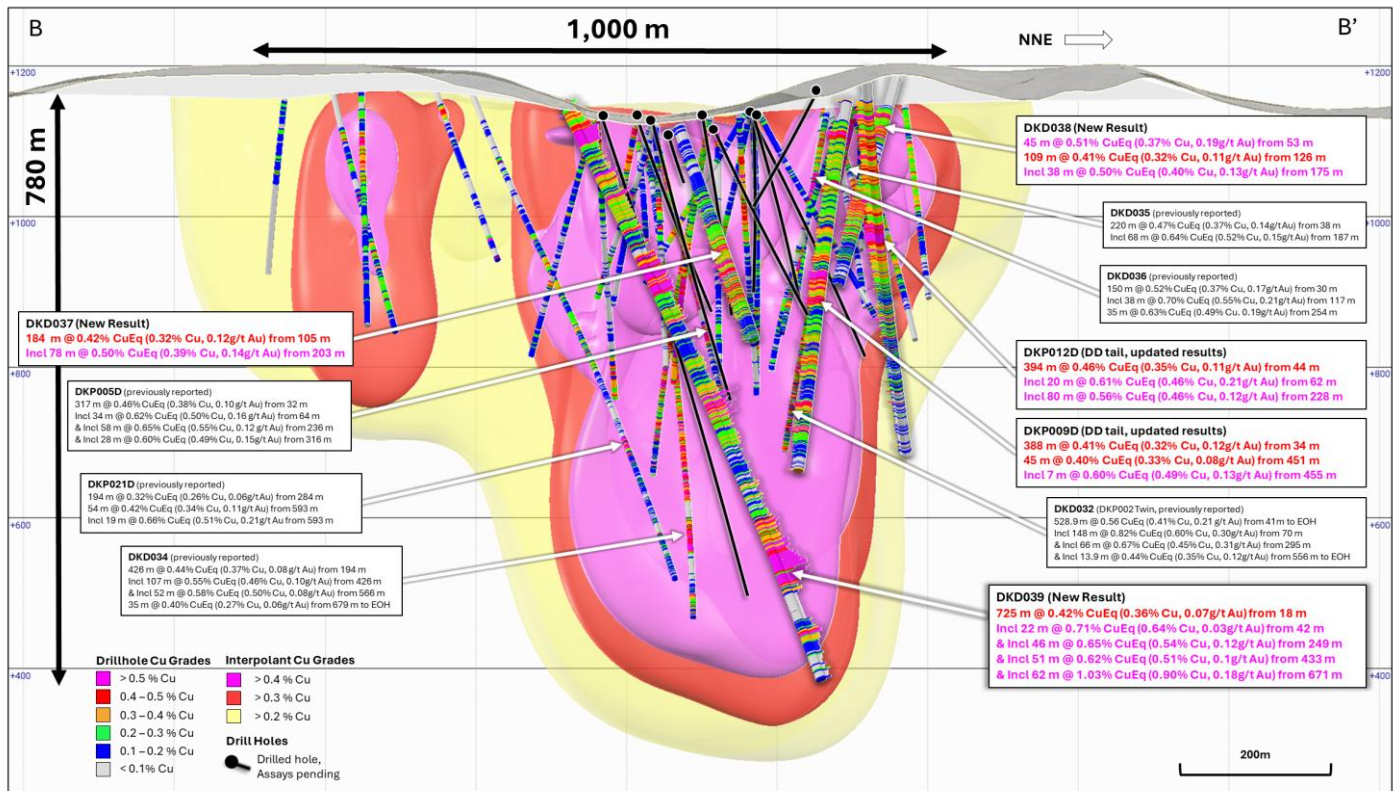 B
1,000 m
NNE
B’
+1200
+1200
780 m
+1000
+1000
+800
+800
+600
+600
+400
+400
DKD037 (New Result)
184 m @ 0.42% CuEq (0.32% Cu, 0.12g/t Au) from 105 m
Incl 78 m @ 0.50% CuEq (0.39% Cu, 0.14g/t Au) from 203 m
DKP005D (previously reported)
317 m @ 0.46% CuEq (0.38% Cu, 0.10 g/t Au) from 32 m
Incl 34 m @ 0.62% CuEq (0.50% Cu, 0.16 g/t Au) from 64 m
& Incl 58 m @ 0.65% CuEq (0.55% Cu, 0.12 g/t Au) from 236 m
& Incl 28 m @ 0.60% CuEq (0.49% Cu, 0.15g/t Au) from 316 m
DKP021D (previously reported)
194 m @ 0.32% CuEq (0.26% Cu, 0.06g/t Au) from 284 m
54 m @ 0.42% CuEq (0.34% Cu, 0.11g/t Au) from 593 m
Incl 19 m @ 0.66% CuEq (0.51% Cu, 0.21g/t Au) from 593 m
DKD034 (previously reported)
426 m @ 0.44% CuEq (0.37% Cu, 0.08g/t Au) from 194 m
Incl 107 m @ 0.55% CuEq (0.46% Cu, 0.10g/t Au) from 426 m
& Incl 52 m @ 0.58% CuEq (0.50% Cu, 0.08g/t Au) from 566 m
35 m @ 0.40% CuEq (0.27% Cu, 0.06g/t Au) from 679 m to EOH
DKD038 (New Result)
45 m @ 0.51% CuEq (0.37% Cu, 0.19g/t Au) from 53 m
109 m @ 0.41% CuEq (0.32% Cu, 0.11g/t Au) from 126 m
Incl 38 m @ 0.50% CuEq (0.40% Cu, 0.13g/t Au) from 175 m
DKD035 (previously reported)
220 m @ 0.47% CuEq (0.37% Cu, 0.14g/t Au) from 38 m
Incl 68 m @ 0.64% CuEq (0.52% Cu, 0.15g/t Au) from 187 m
DKD036 (previously reported)
150 m @ 0.52% CuEq (0.37% Cu, 0.17g/t Au) from 30 m
Incl 38 m @ 0.70% CuEq (0.55% Cu, 0.21g/t Au) from 117 m
35 m @ 0.63% CuEq (0.49% Cu, 0.19g/t Au) from 254 m
DKP012D (DD tail, updated results)
394 m @ 0.46% CuEq (0.35% Cu, 0.11g/t Au) from 44 m
Incl 20 m @ 0.61% CuEq (0.46% Cu, 0.21g/t Au) from 62 m
Incl 80 m @ 0.56% CuEq (0.46% Cu, 0.12g/t Au) from 228 m
DKP009D (DD tail, updated results)
388 m @ 0.41% CuEq (0.32% Cu, 0.12g/t Au) from 34 m
45 m @ 0.40% CuEq (0.33% Cu, 0.08g/t Au) from 451 m
Incl 7 m @ 0.60% CuEq (0.49% Cu, 0.13g/t Au) from 455 m
DKD032 (DKP002 Twin, previously reported)
528.9 m @ 0.56 CuEq (0.41% Cu, 0.21 g/t Au) from 41m to EOH
Incl 148 m @ 0.82% CuEq (0.60% Cu, 0.30g/t Au) from 70 m
& Incl 66 m @ 0.67% CuEq (0.45% Cu, 0.31g/t Au) from 295 m
& Incl 13.9 m @ 0.44% CuEq (0.35% Cu, 0.12g/t Au) from 556 m to EOH
DKD039 (New Result)
725 m @ 0.42% CuEq (0.36% Cu, 0.07g/t Au) from 18 m
Incl 22 m @ 0.71% CuEq (0.64% Cu, 0.03g/t Au) from 42 m
& Incl 46 m @ 0.65% CuEq (0.54% Cu, 0.12g/t Au) from 249 m
& Incl 51 m @ 0.62% CuEq (0.51% Cu, 0.1g/t Au) from 433 m
& Incl 62 m @ 1.03% CuEq (0.90% Cu, 0.18g/t Au) from 671 m
Drillhole Cu Grades
> 0.5 % Cu
0.4 – 0.5 % Cu
0.3 – 0.4 % Cu
0.2 – 0.3 % Cu
0.1 – 0.2 % Cu
< 0.1% Cu
Interpolant Cu Grades
> 0.4 % Cu
> 0.3 % Cu
> 0.2 % Cu
Drill Holes
Drilled hole,
Assays pending
200m